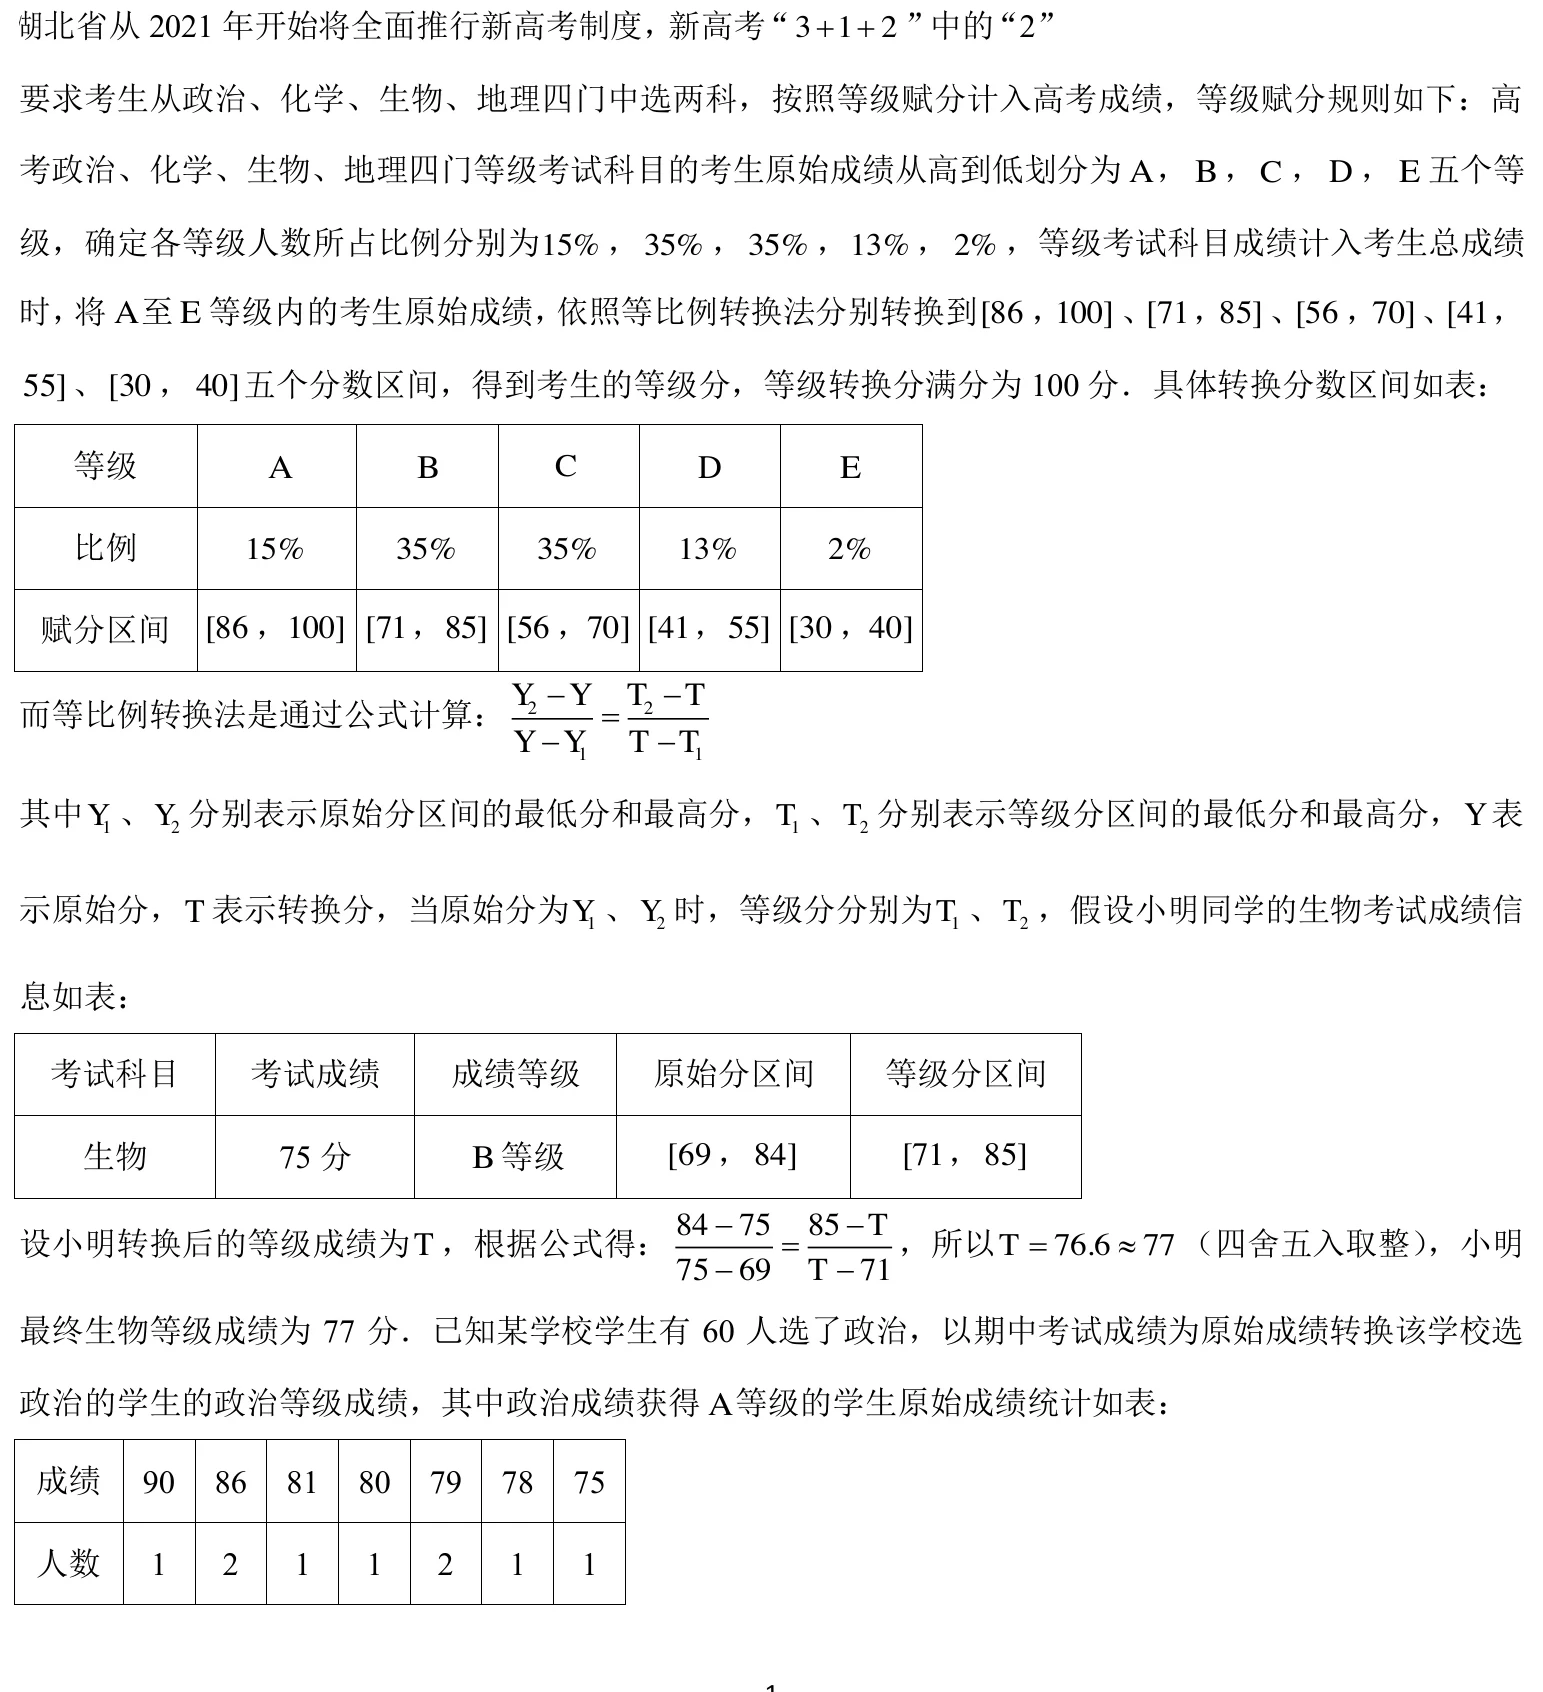 湖北省从 2021 年开始将全面推行新高考制度，新高考“3+1+2”中的“2”
要求考生从政治、化学、生物、地理四门中选两科，按照等级赋分计入高考成绩，等级赋分规则如下：高
考政治、化学、生物、地理四门等级考试科目的考生原始成绩从高到低划分为 A， B， C， D， E 五个等
级，确定各等级人数所占比例分别为15%，35%，35%，13%，2%，等级考试科目成绩计入考生总成绩
时，将 A至 E 等级内的考生原始成绩，依照等比例转换法分别转换到[86，100]、[71，85]、[56，70]、[41，
55]、[30，40]五个分数区间，得到考生的等级分，等级转换分满分为 100 分．具体转换分数区间如表：
等级 A B C D E
比例 15% 35% 35% 13% 2%
赋分区间 [86，100] [71，85] [56，70] [41，55] [30，40]
而等比例转换法是通过公式计算：(Y₂−Y)/(Y−Y₁)=(T₂−T)/(T−T₁)
其中Y₁、Y₂分别表示原始分区间的最低分和最高分，T₁、T₂分别表示等级分区间的最低分和最高分，Y表
示原始分，T表示转换分，当原始分为Y₁、Y₂时，等级分分别为T₁、T₂，假设小明同学的生物考试成绩信
息如表：
考试科目 考试成绩 成绩等级 原始分区间 等级分区间
生物 75 分 B 等级 [69，84] [71，85]
设小明转换后的等级成绩为T，根据公式得：(84−75)/(75−69)=(85−T)/(T−71)，所以T=76.6≈77（四舍五入取整），小明
最终生物等级成绩为 77 分．已知某学校学生有 60 人选了政治，以期中考试成绩为原始成绩转换该学校选
政治的学生的政治等级成绩，其中政治成绩获得 A等级的学生原始成绩统计如表：
成绩 90 86 81 80 79 78 75
人数 1 2 1 1 2 1 1
1